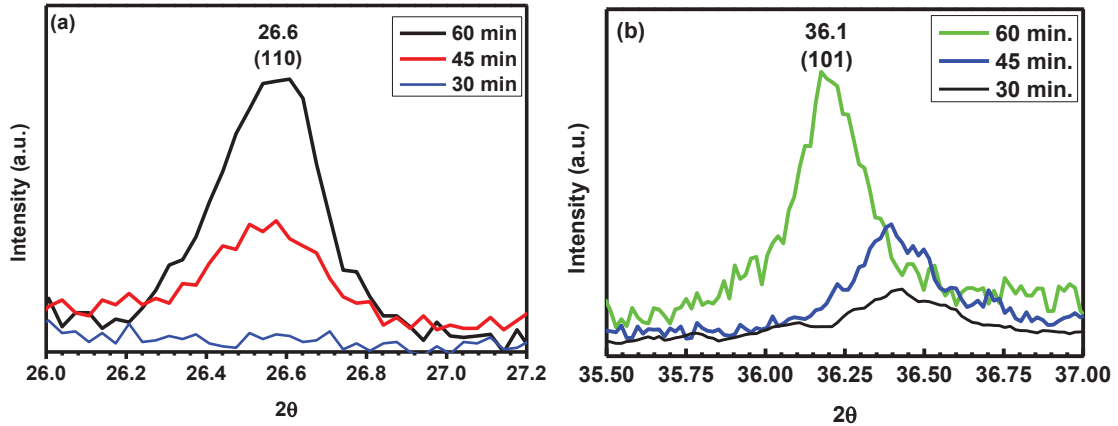 (a)
26.6
(110)
60 min
45 min
30 min
Intensity (a.u.)
26.0 26.2 26.4 26.6 26.8 27.0 27.2
2θ
(b)
36.1
(101)
60 min.
45 min.
30 min.
Intensity (a.u.)
35.50 35.75 36.00 36.25 36.50 36.75 37.00
2θ